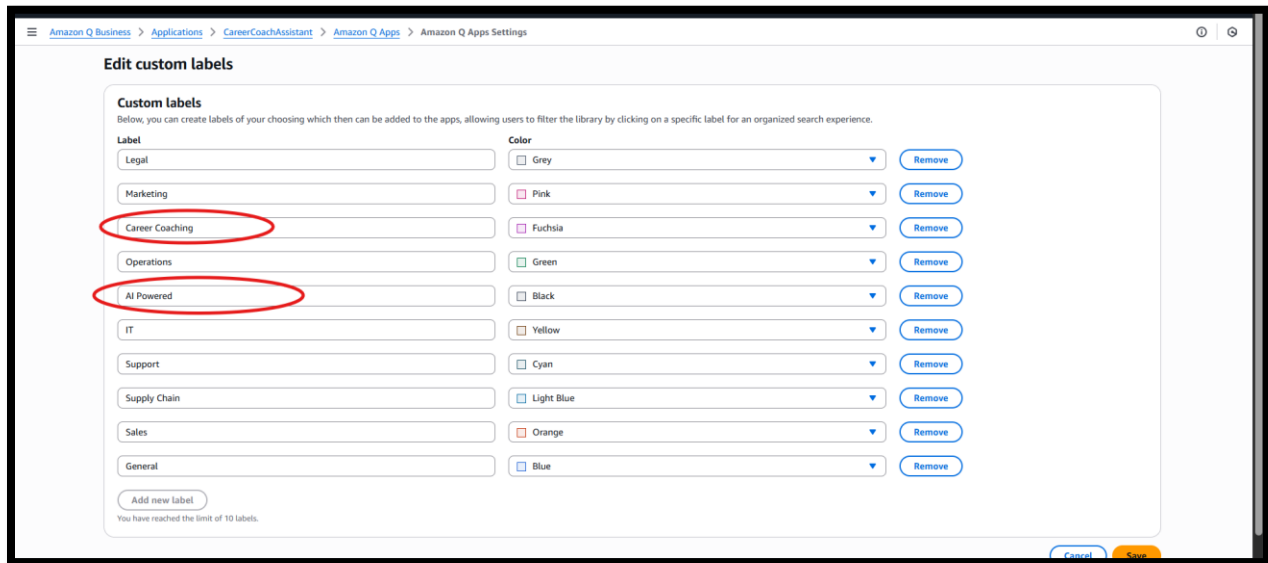 Amazon Q Business > Applications > CareerCoachAssistant > Amazon Q Apps > Amazon Q Apps Settings
Edit custom labels
Custom labels
Below, you can create labels of your choosing which then can be added to the apps, allowing users to filter the library by clicking on a specific label for an organized search experience.
Label Color
Legal Grey Remove
Marketing Pink Remove
Career Coaching Fuchsia Remove
Operations Green Remove
AI Powered Black Remove
IT Yellow Remove
Support Cyan Remove
Supply Chain Light Blue Remove
Sales Orange Remove
General Blue Remove
Add new label
You have reached the limit of 10 labels.
Cancel Save